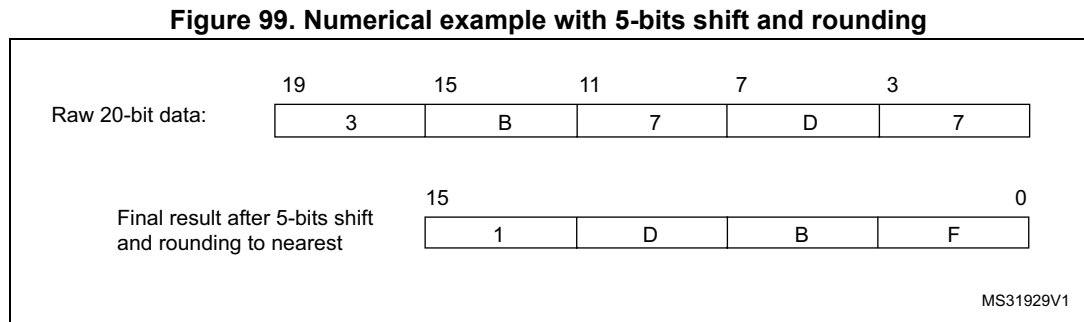 Figure 99. Numerical example with 5-bits shift and rounding
19 15 11 7 3
Raw 20-bit data: 3 B 7 D 7
15 0
Final result after 5-bits shift
and rounding to nearest 1 D B F
MS31929V1